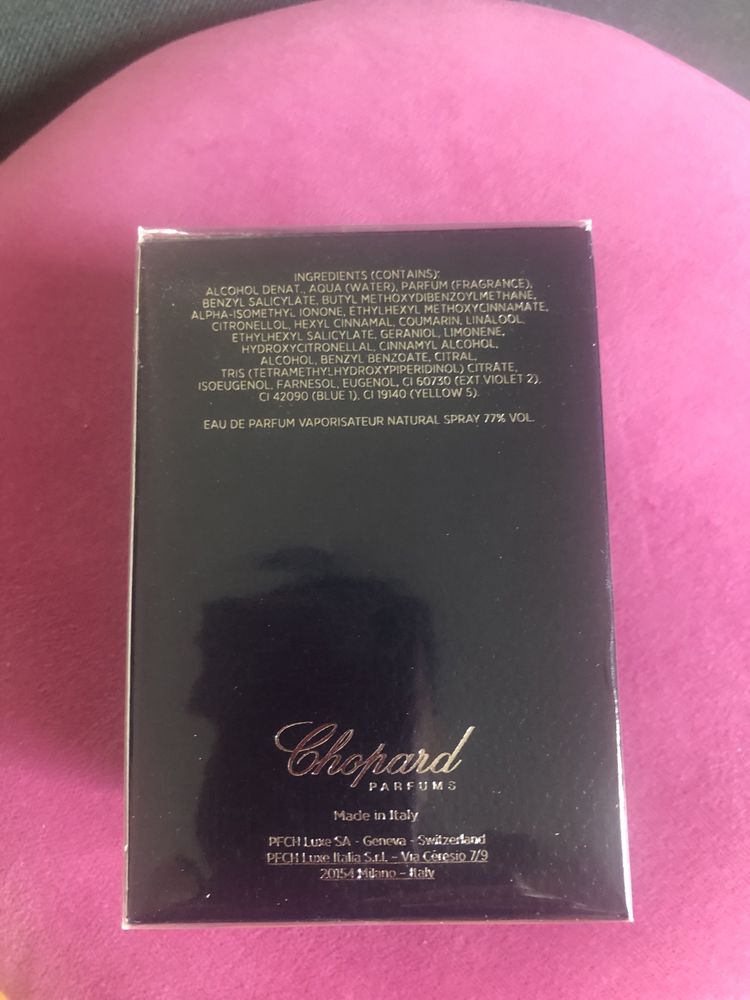 INGREDIENTS (CONTAINS):
ALCOHOL DENAT., AQUA (WATER), PARFUM (FRAGRANCE),
BENZYL SALICYLATE, BUTYL METHOXYDIBENZOYLMETHANE,
ALPHA-ISOMETHYL IONONE, ETHYLHEXYL METHOXYCINNAMATE,
CITRONELLOL, HEXYL CINNAMAL, COUMARIN, LINALOOL,
ETHYLHEXYL SALICYLATE, GERANIOL, LIMONENE,
HYDROXYCITRONELLAL, CINNAMYL ALCOHOL,
ALCOHOL, BENZYL BENZOATE, CITRAL,
TRIS (TETRAMETHYLHYDROXYPIPERIDINOL) CITRATE,
ISOEUGENOL, FARNESOL, EUGENOL, CI 60730 (EXT.VIOLET 2),
CI 42090 (BLUE 1), CI 19140 (YELLOW 5).
EAU DE PARFUM VAPORISATEUR NATURAL SPRAY 77% VOL.
Chopard
PARFUMS
Made in Italy
PFCH Luxe SA - Geneva - Switzerland
PFCH Luxe Italia S.r.l. - Via Ceresio 7/9
20154 Milano - Italy